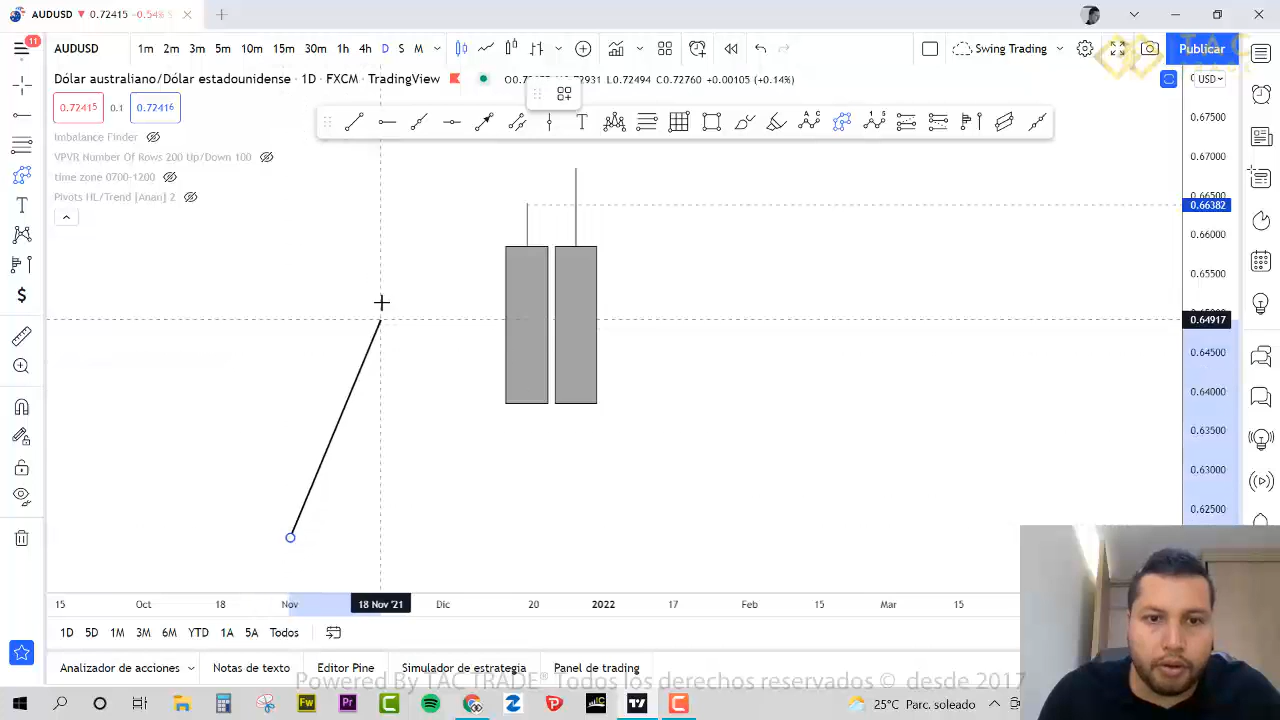 AUDUSD 0.72415 -0.54%
11
AUDUSD 1m 2m 3m 5m 10m 15m 30m 1h 4h D S M Swing Trading Publicar
Dólar australiano/Dólar estadounidense · 1D · FXCM · TradingView L0.72494 C0.72760 +0.00105 (+0.14%) USD
0.72415 0.1 0.72416
0.67500
Imbalance Finder
VPVR Number Of Rows 200 Up/Down 100
0.67000
time zone 0700-1200
Pivots HL/Trend [Anan] 2
0.66382
0.66000
0.65500
0.64917
0.64500
0.64000
0.63500
0.63000
0.62500
15 Oct 18 Nov 18 Nov '21 Dic 20 2022 17 Feb 15 Mar 15
1D 5D 1M 3M 6M YTD 1A 5A Todos
Analizador de acciones Notas de texto Editor Pine Simulador de estrategia Panel de trading
Powered By TAC TRADE® Todos los derechos reservados © desde 2017
25°C Parc. soleado